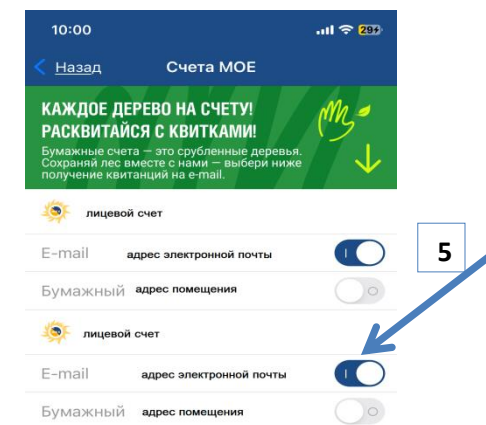 10:00 29
Назад Счета МОЕ
КАЖДОЕ ДЕРЕВО НА СЧЕТУ!
РАСКВИТАЙСЯ С КВИТКАМИ!
Бумажные счета — это срубленные деревья.
Сохраняй лес вместе с нами — выбери ниже
получение квитанций на e-mail.
лицевой счет
E-mail адрес электронной почты
Бумажный адрес помещения
5
лицевой счет
E-mail адрес электронной почты
Бумажный адрес помещения